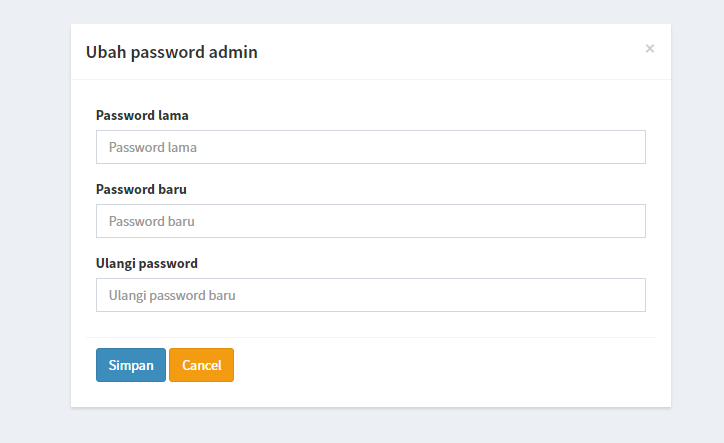 Ubah password admin ×
Password lama
Password lama
Password baru
Password baru
Ulangi password
Ulangi password baru
Simpan Cancel